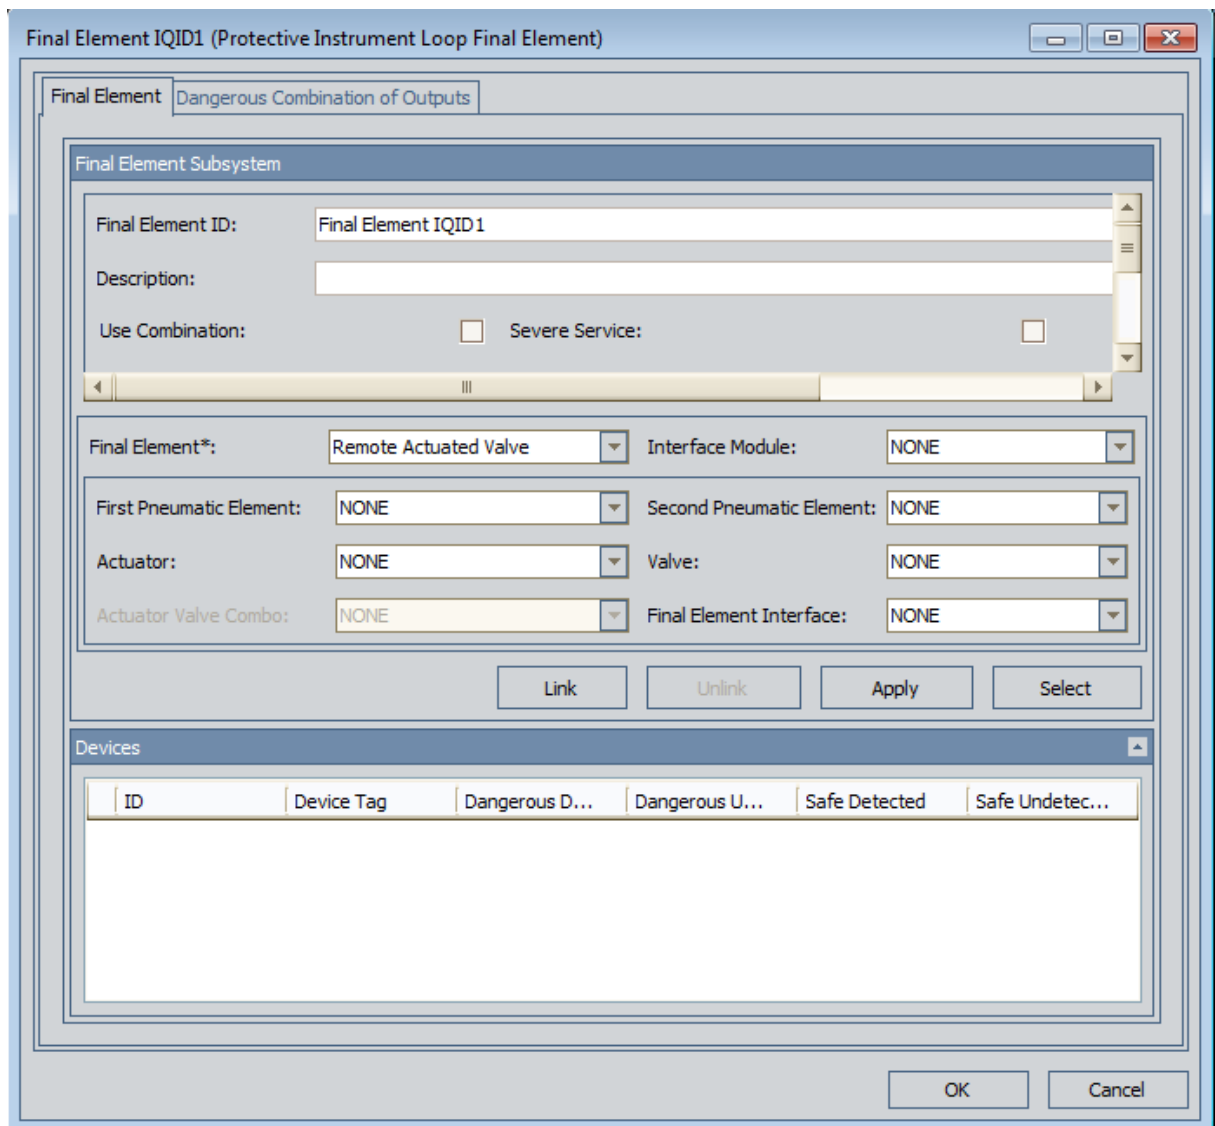 Final Element IQID1 (Protective Instrument Loop Final Element)
Final Element Dangerous Combination of Outputs
Final Element Subsystem
Final Element ID: Final Element IQID1
Description:
Use Combination: Severe Service:
Final Element*: Remote Actuated Valve Interface Module: NONE
First Pneumatic Element: NONE Second Pneumatic Element: NONE
Actuator: NONE Valve: NONE
Actuator Valve Combo: NONE Final Element Interface: NONE
Link Unlink Apply Select
Devices
ID Device Tag Dangerous D... Dangerous U... Safe Detected Safe Undetec...
OK Cancel